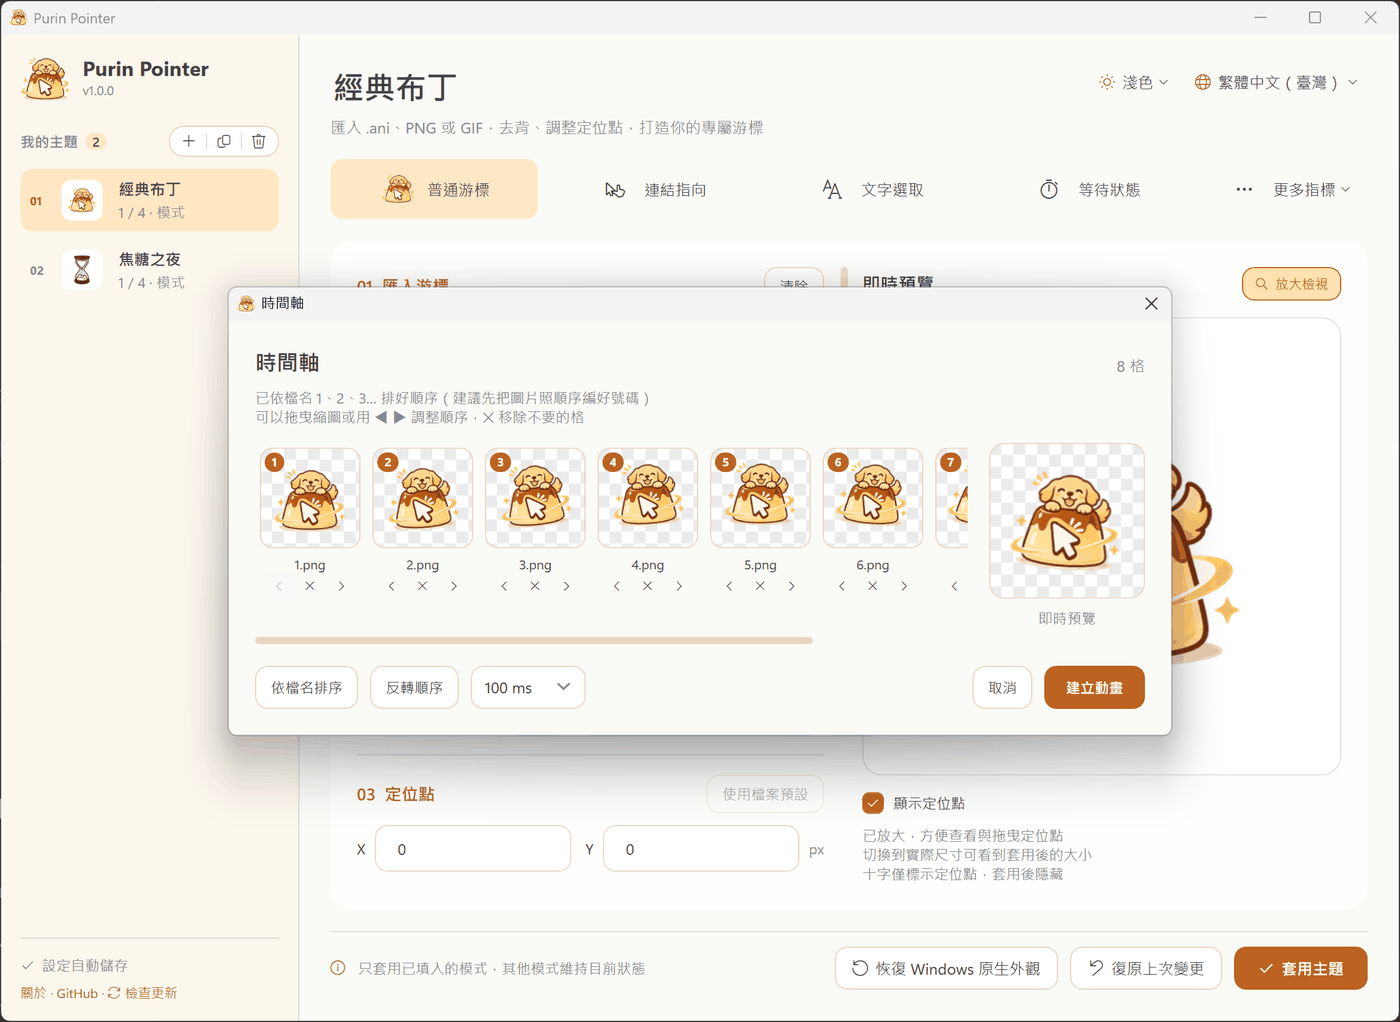 Purin Pointer
Purin Pointer
v1.0.0
我的主題 2
01 經典布丁
1 / 4 · 模式
02 焦糖之夜
1 / 4 · 模式
設定自動儲存
關於 · GitHub · 檢查更新
經典布丁
淺色
繁體中文 ( 臺灣 )
匯入 .ani、PNG 或 GIF · 去背、調整定位點 · 打造你的專屬游標
普通游標
連結指向
文字選取
等待狀態
更多指標
01 匯入游標
清除
即時預覽
放大檢視
時間軸
時間軸
8 格
已依檔名 1、2、3... 排好順序 ( 建議先把圖片照順序編好號碼 )
可以拖曳縮圖或用 ◀ ▶ 調整順序 · ✕ 移除不要的格
1 2 3 4 5 6 7
1.png 2.png 3.png 4.png 5.png 6.png
即時預覽
依檔名排序
反轉順序
100 ms
取消
建立動畫
03 定位點
使用檔案預設
X 0 Y 0 px
顯示定位點
已放大 · 方便查看與拖曳定位點
切換到實際尺寸可看到套用後的大小
十字僅標示定位點 · 套用後隱藏
只套用已填入的模式 · 其他模式維持目前狀態
恢復 Windows 原生外觀
復原上次變更
套用主題